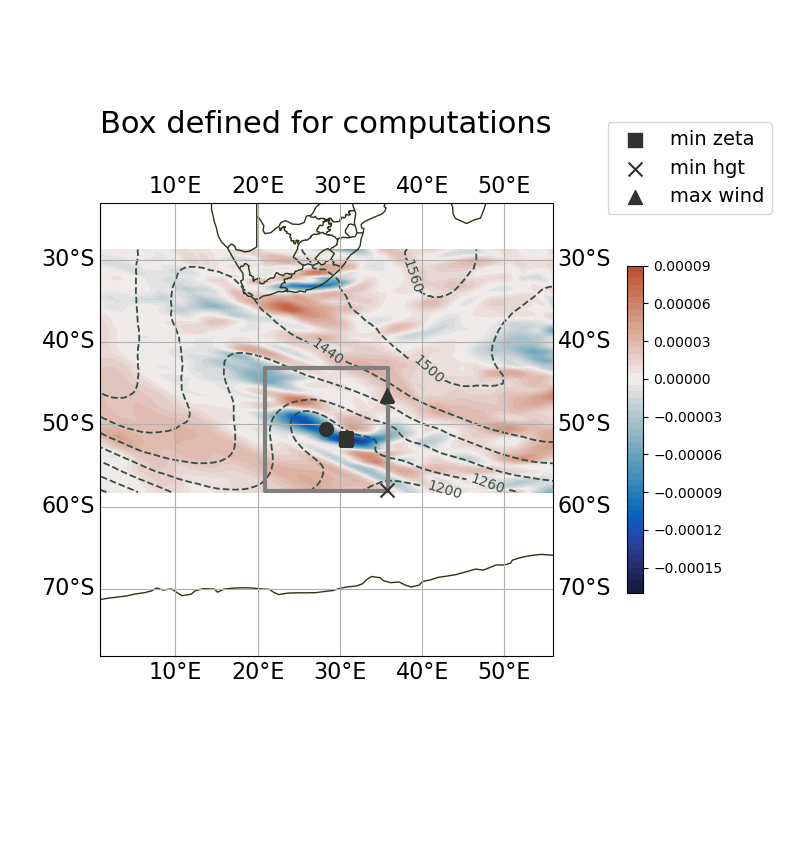 Box defined for computations
min zeta
min hgt
max wind
10°E 20°E 30°E 40°E 50°E
30°S 30°S
40°S 40°S
50°S 50°S
60°S 60°S
70°S 70°S
10°E 20°E 30°E 40°E 50°E
1560
1440
1500
1200
1260
0.00009
0.00006
0.00003
0.00000
−0.00003
−0.00006
−0.00009
−0.00012
−0.00015